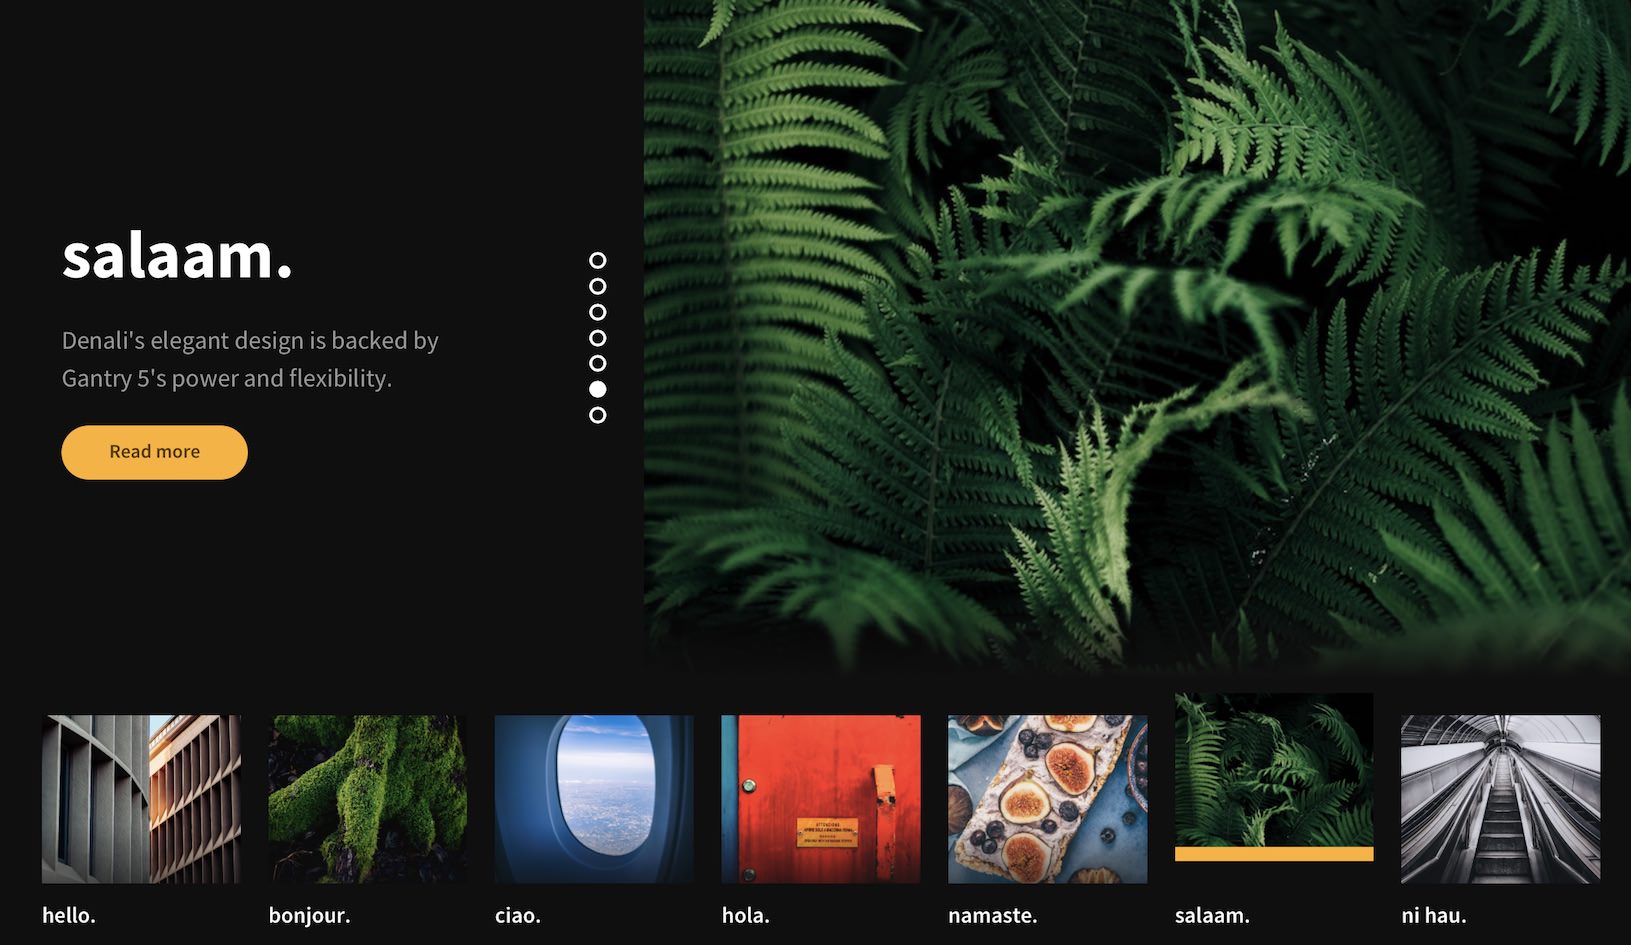 salaam.
Denali's elegant design is backed by
Gantry 5's power and flexibility.
Read more
hello.
bonjour.
ciao.
hola.
namaste.
salaam.
ni hau.